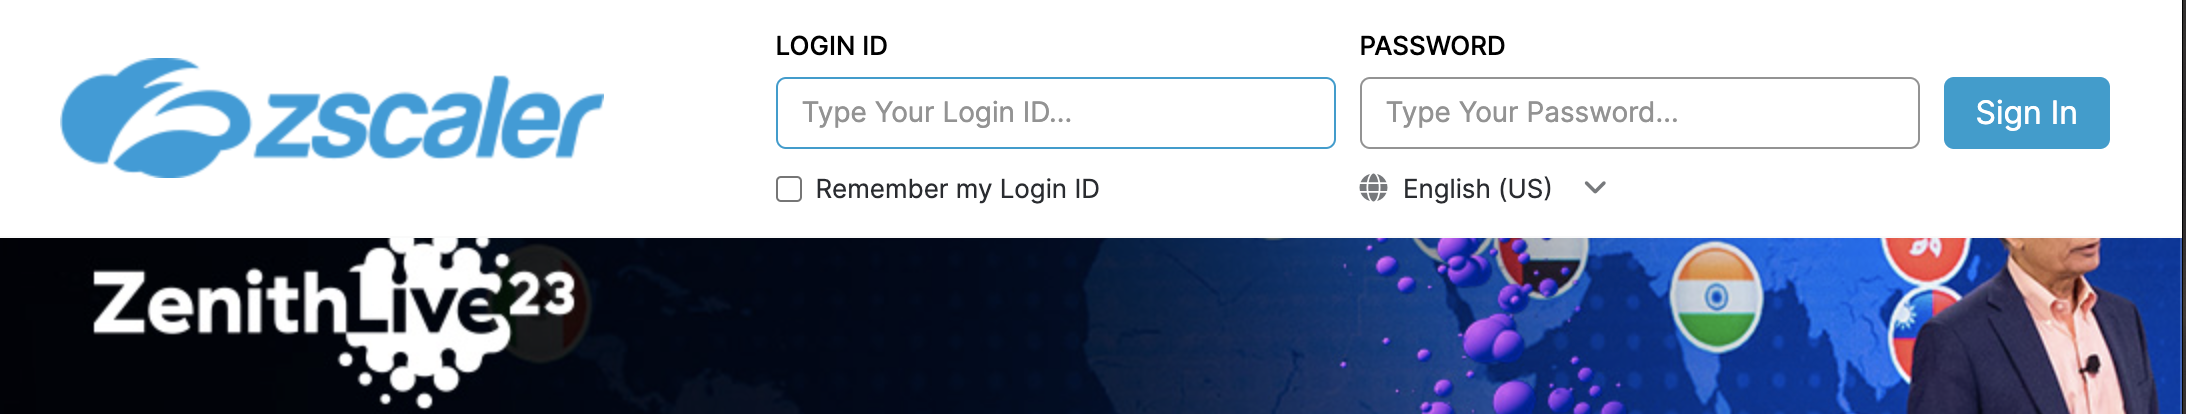 zscaler
LOGIN ID
Type Your Login ID...
Remember my Login ID
PASSWORD
Type Your Password...
English (US)
Sign In
ZenithLive23